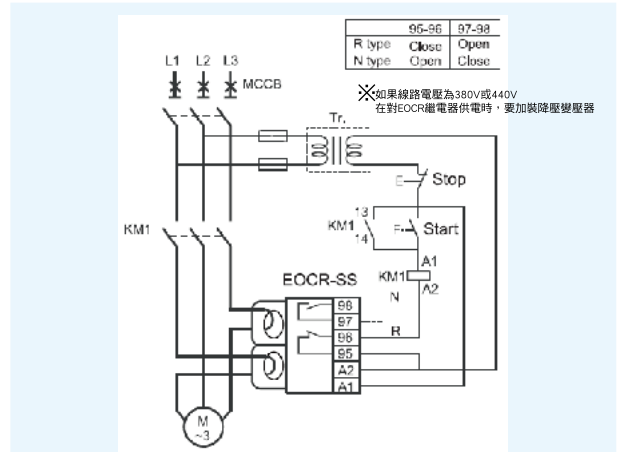 95-96 97-98
R type Close Open
N type Open Close
L1 L2 L3
MCCB
※如果線路電壓為380V或440V
在對EOCR繼電器供電時，要加裝降壓變壓器
Tr,
E Stop
13
KM1
14
F Start
KM1
A1
KM1
A2
EOCR-SS
N
98
97
R
96
95
A2
A1
M
~3